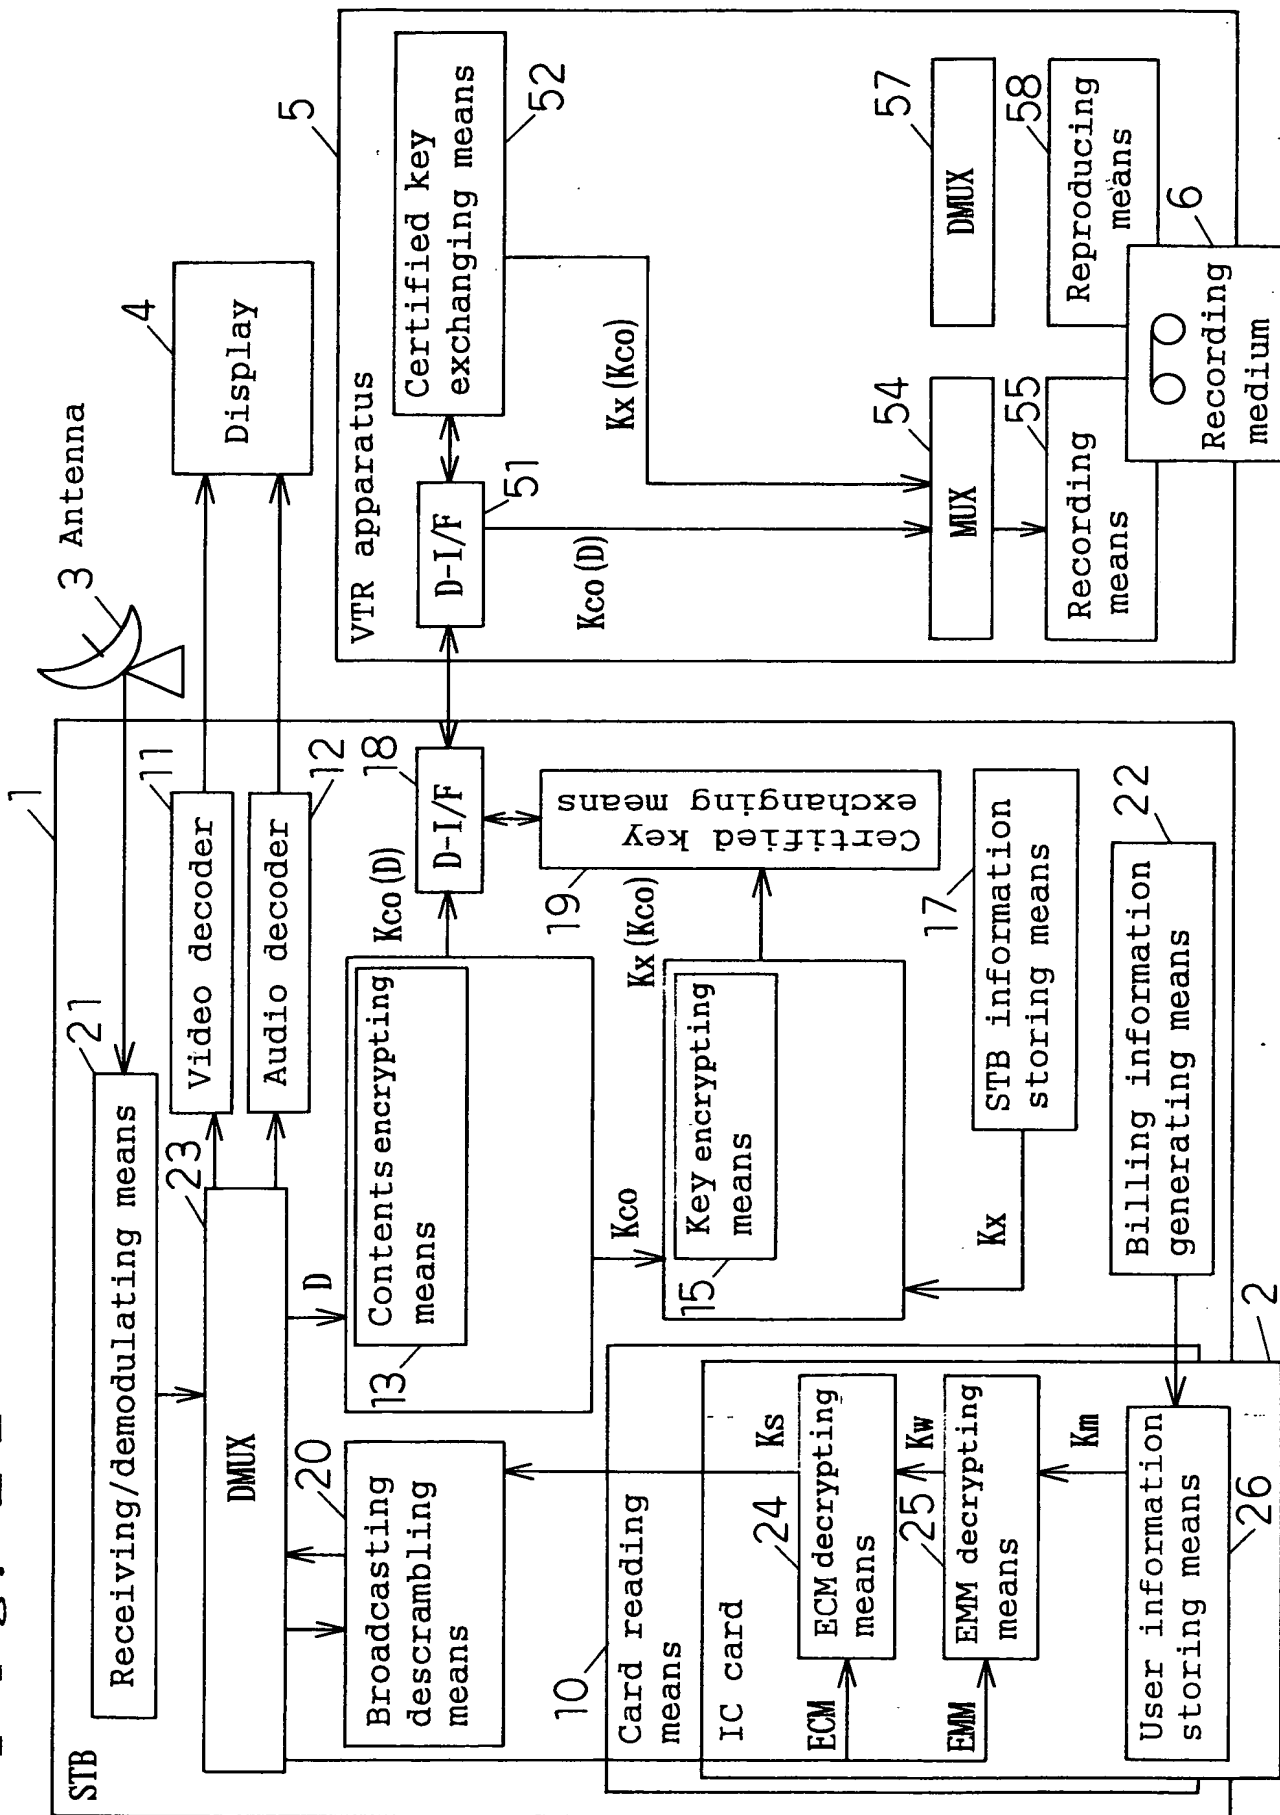 STB
1
Receiving/demodulating means
21
3 Antenna
DMUX
23
Video decoder
11
Audio decoder
12
Display
4
D
Broadcasting
descrambling
means
20
Contents encrypting
means
13
Kco(D)
D-I/F
18
Kco
Key encrypting
means
15
Kx(Kco)
Certified key
exchanging means
19
STB information
storing means
17
Kx
Billing information
generating means
22
Card reading
means
10
IC card
2
ECM
ECM decrypting
means
24
Ks
EMM
EMM decrypting
means
25
Kw
Km
User information
storing means
26
VTR apparatus
5
D-I/F
51
Certified key
exchanging means
52
Kco(D)
Kx(Kco)
MUX
54
DMUX
57
Recording
means
55
Reproducing
means
58
Recording
medium
6